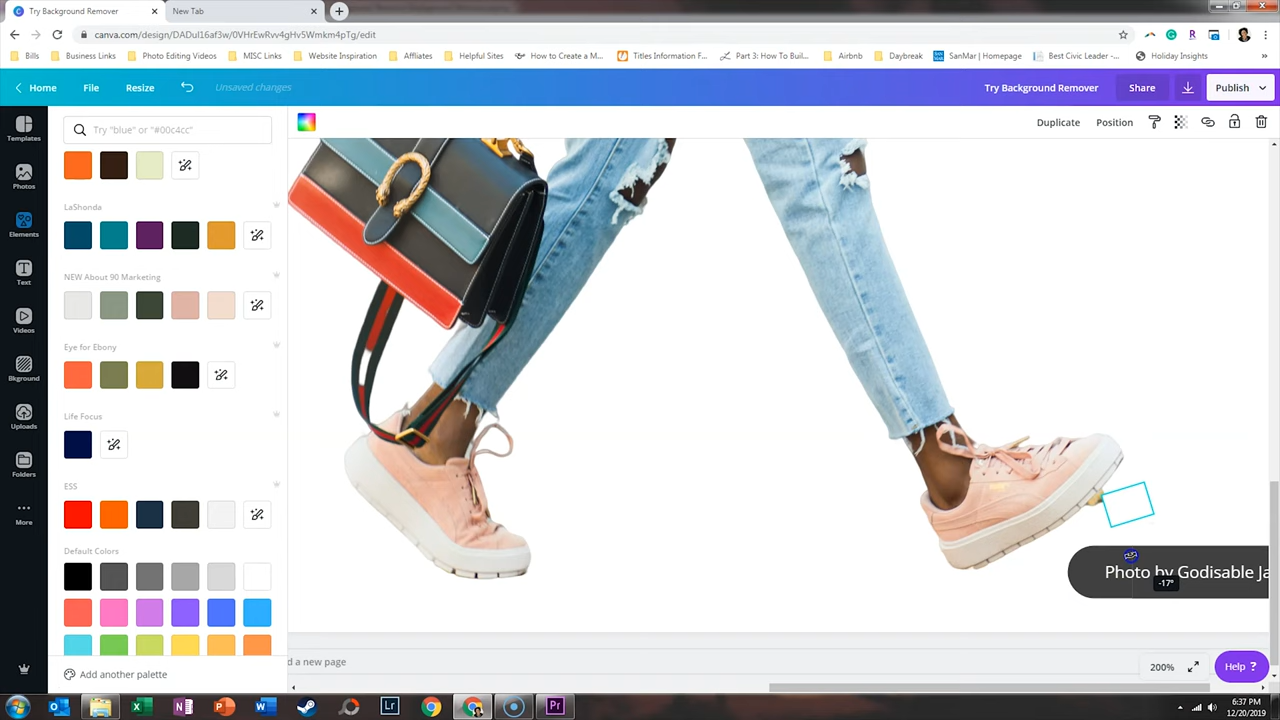 Try Background Remover
New Tab
canva.com/design/DADul16af3w/0VHrEwRvv4gHv5Wmkm4pTg/edit
Bills
Business Links
Photo Editing Videos
MISC Links
Website Inspiration
Affliates
Helpful Sites
How to Create a M...
Titles Information F...
Part 3: How To Buil...
Airbnb
Daybreak
SanMar | Homepage
Best Civic Leader -...
Holiday Insights
Home
File
Resize
Unsaved changes
Try Background Remover
Share
Publish
Try "blue" or "#00c4cc"
Duplicate
Position
Templates
Photos
Elements
Text
Videos
Bkground
Uploads
Folders
More
LaShonda
NEW About 90 Marketing
Eye for Ebony
Life Focus
ESS
Default Colors
Add another palette
Photo by Godisable Ja
-17°
d a new page
200%
Help ?
6:37 PM
12/20/2019